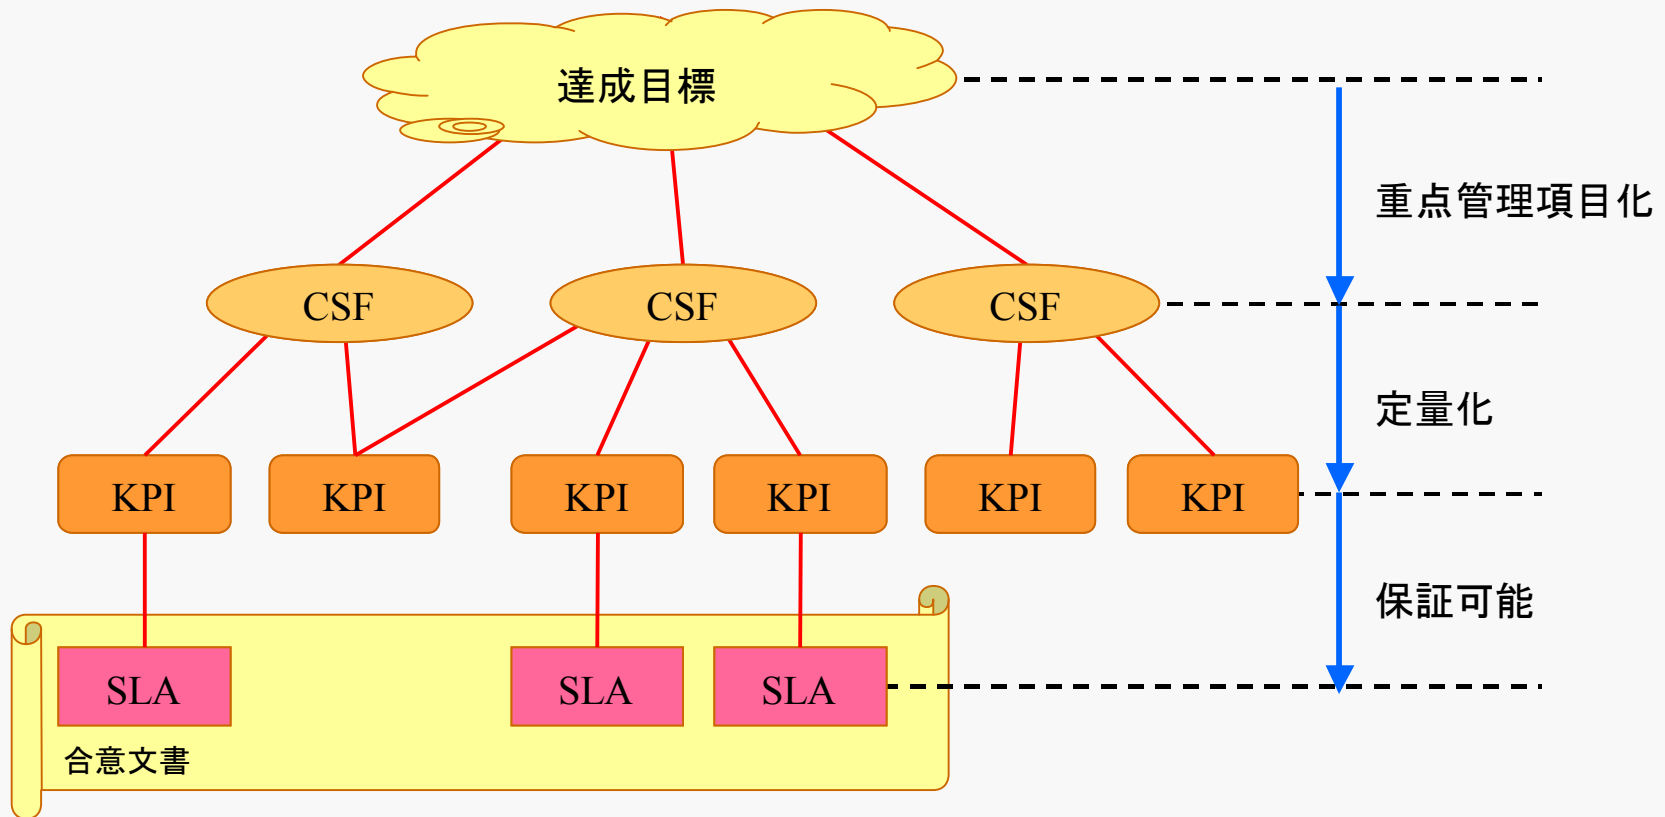 達成目標
重点管理項目化
CSF CSF CSF
定量化
KPI KPI KPI KPI KPI KPI
保証可能
SLA SLA SLA
合意文書